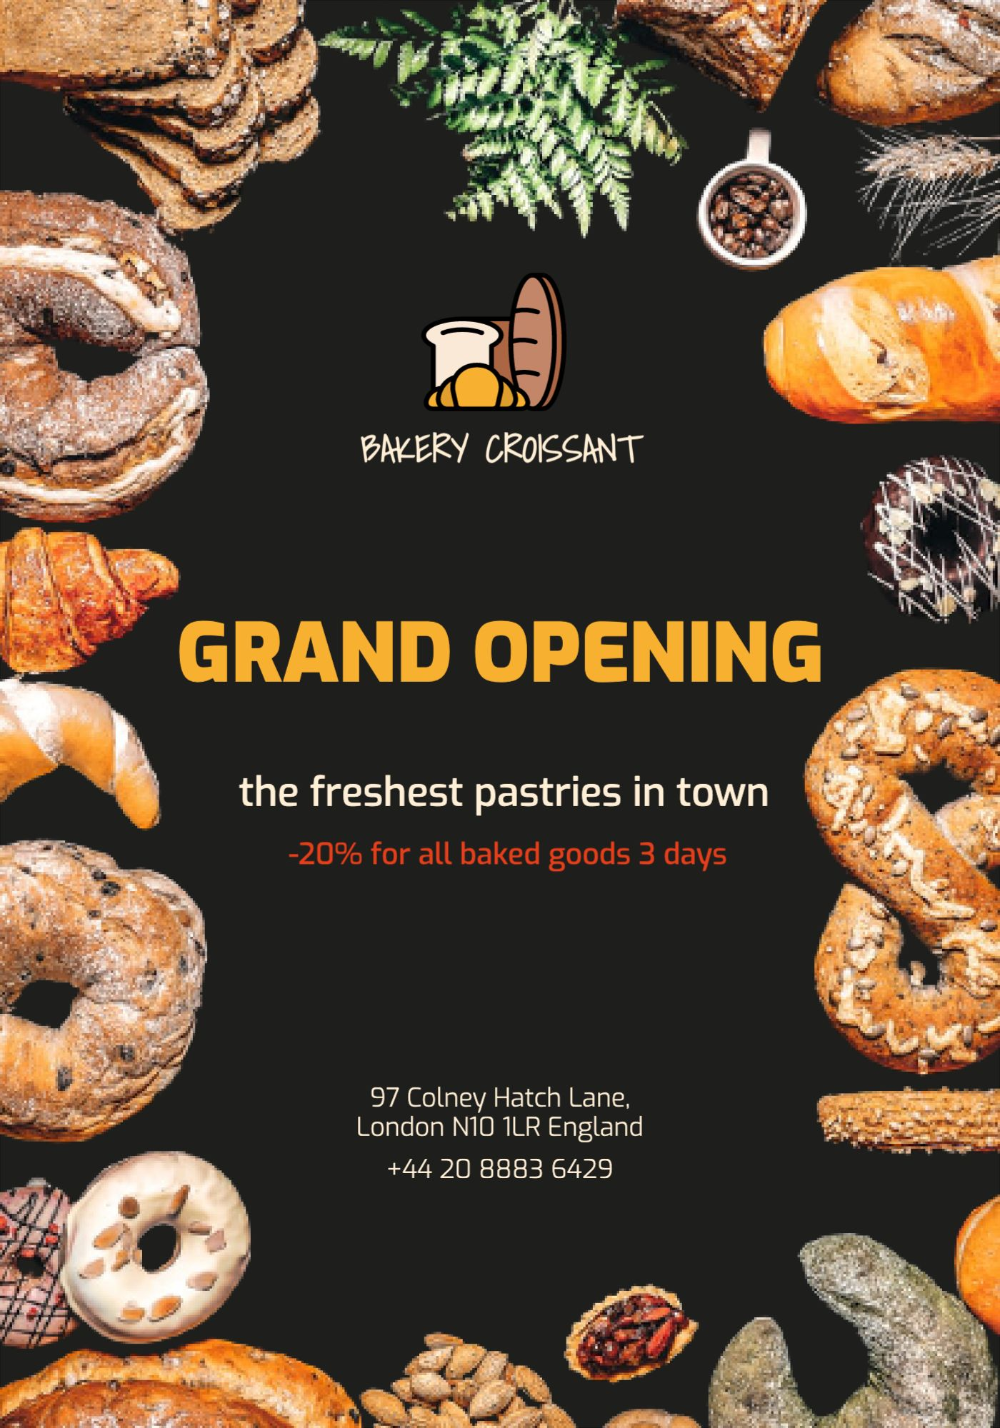 BAKERY CROISSANT
GRAND OPENING
the freshest pastries in town
-20% for all baked goods 3 days
97 Colney Hatch Lane,
London N10 1LR England
+44 20 8883 6429